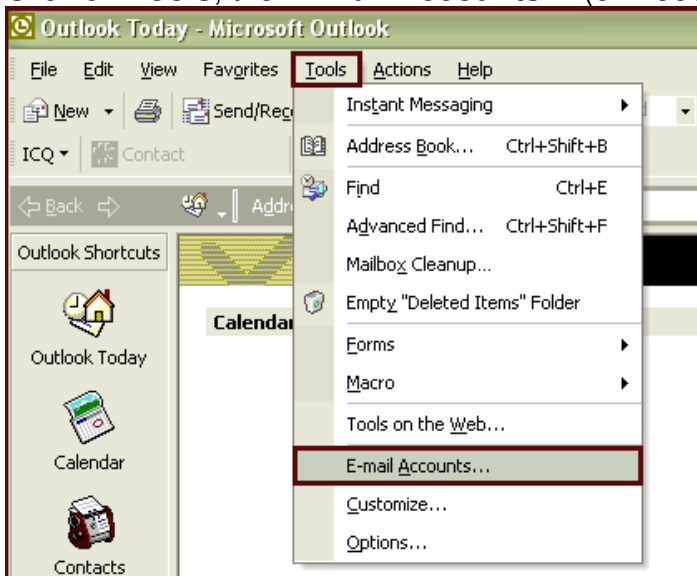 Outlook Today - Microsoft Outlook
File Edit View Favorites Tools Actions Help
New Send/Rec
Instant Messaging
ICQ Contact
Address Book... Ctrl+Shift+B
Find Ctrl+E
Back
Addr
Advanced Find... Ctrl+Shift+F
Outlook Shortcuts
Mailbox Cleanup...
Empty "Deleted Items" Folder
Calendar
Outlook Today
Forms
Macro
Tools on the Web...
E-mail Accounts...
Calendar
Customize...
Options...
Contacts